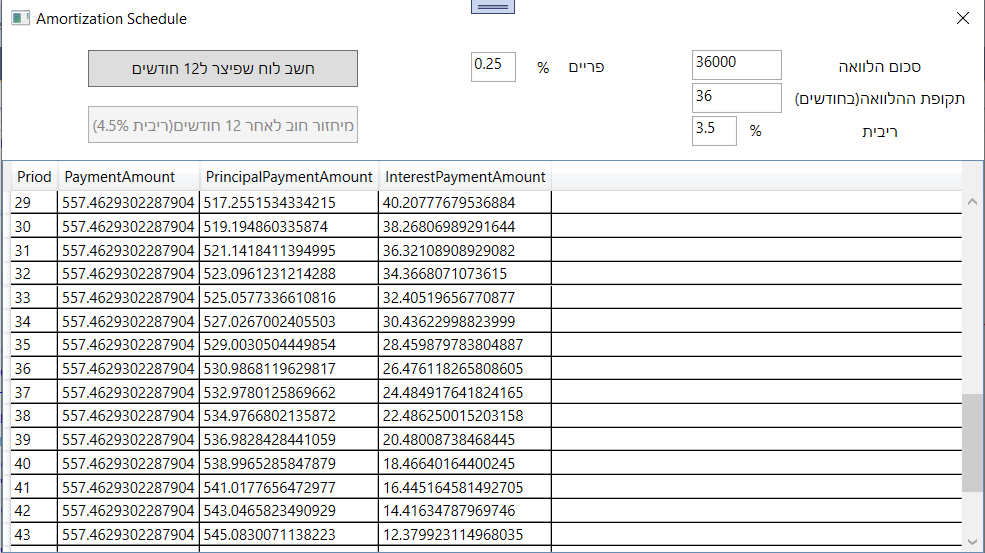 Amortization Schedule
חשב לוח שפיצר ל12 חודשים
0.25 % פריים
36000 סכום הלוואה
36 תקופת ההלוואה(בחודשים)
מיחזור חוב לאחר 12 חודשים(ריבית 4.5%)
3.5 % ריבית
Priod PaymentAmount PrincipalPaymentAmount InterestPaymentAmount
29 557.4629302287904 517.2551534334215 40.20777679536884
30 557.4629302287904 519.194860335874 38.26806989291644
31 557.4629302287904 521.1418411394995 36.32108908929082
32 557.4629302287904 523.0961231214288 34.3668071073615
33 557.4629302287904 525.0577336610816 32.40519656770877
34 557.4629302287904 527.0267002405503 30.43622998823999
35 557.4629302287904 529.0030504449854 28.459879783804887
36 557.4629302287904 530.9868119629817 26.476118265808605
37 557.4629302287904 532.9780125869662 24.484917641824165
38 557.4629302287904 534.9766802135872 22.486250015203158
39 557.4629302287904 536.9828428441059 20.48008738468445
40 557.4629302287904 538.9965285847879 18.46640164400245
41 557.4629302287904 541.0177656472977 16.445164581492705
42 557.4629302287904 543.0465823490929 14.41634787969746
43 557.4629302287904 545.0830071138223 12.379923114968035